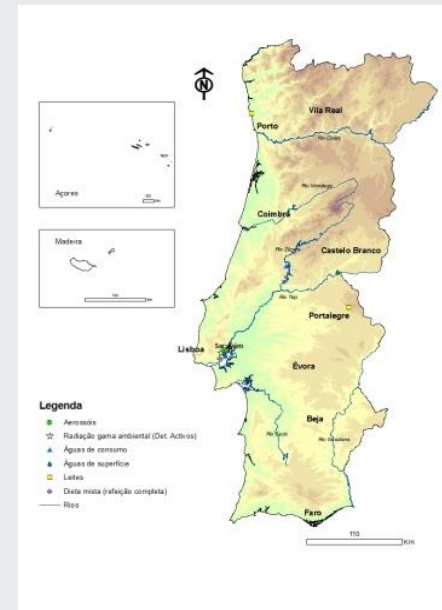 N
Vila Real
Porto
Rio Douro
Açores
Rio Mondego
Coimbra
Madeira
Rio Zêzere
Castelo Branco
Rio Tejo
Portalegre
Lisboa
Évora
Legenda
Aerossóis
Radiação gama ambiental (Det. Activos)
Águas de consumo
Águas de superfície
Leites
Dieta mista (refeição completa)
Rios
Beja
Rio Sado
Rio Guadiana
Faro
110
Km